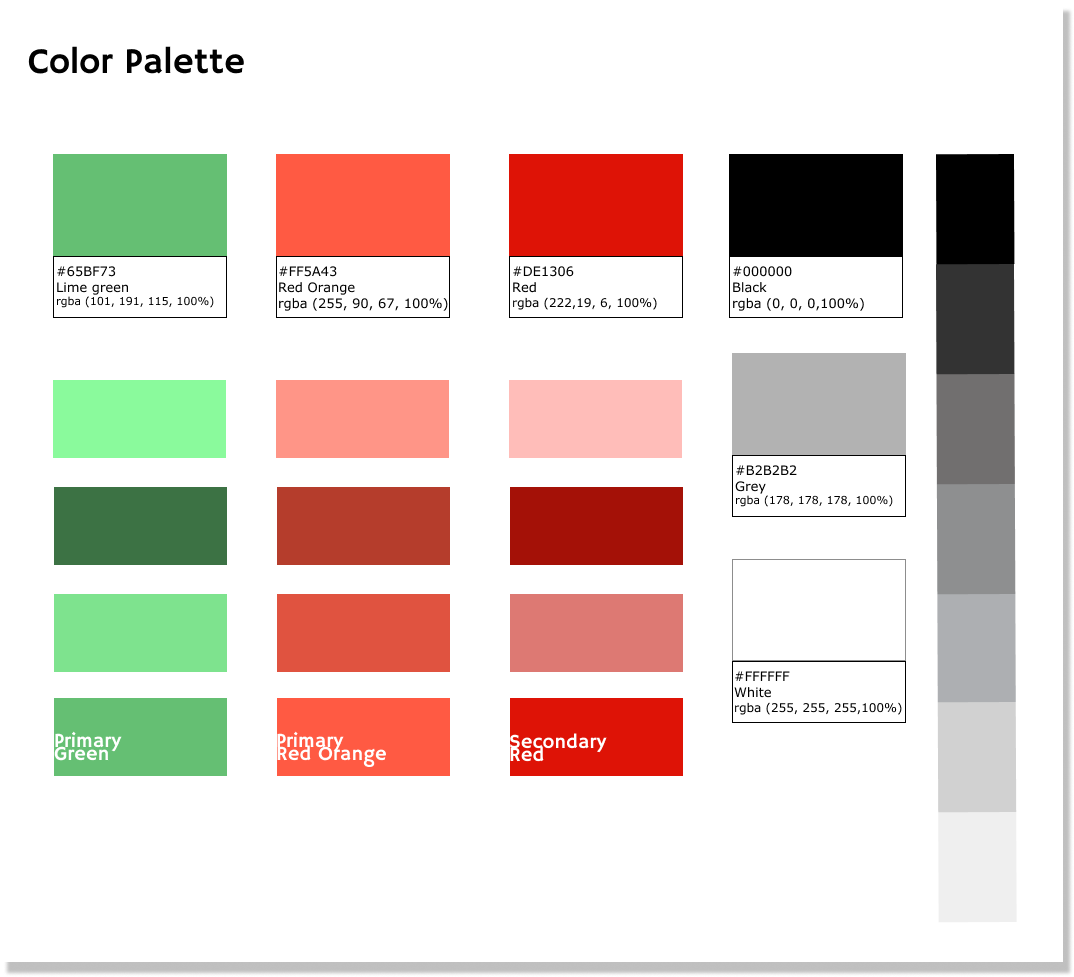 Color Palette
#65BF73
Lime green
rgba (101, 191, 115, 100%)
#FF5A43
Red Orange
rgba (255, 90, 67, 100%)
#DE1306
Red
rgba (222,19, 6, 100%)
#000000
Black
rgba (0, 0, 0,100%)
#B2B2B2
Grey
rgba (178, 178, 178, 100%)
#FFFFFF
White
rgba (255, 255, 255,100%)
Primary
Green
Primary
Red Orange
Secondary
Red